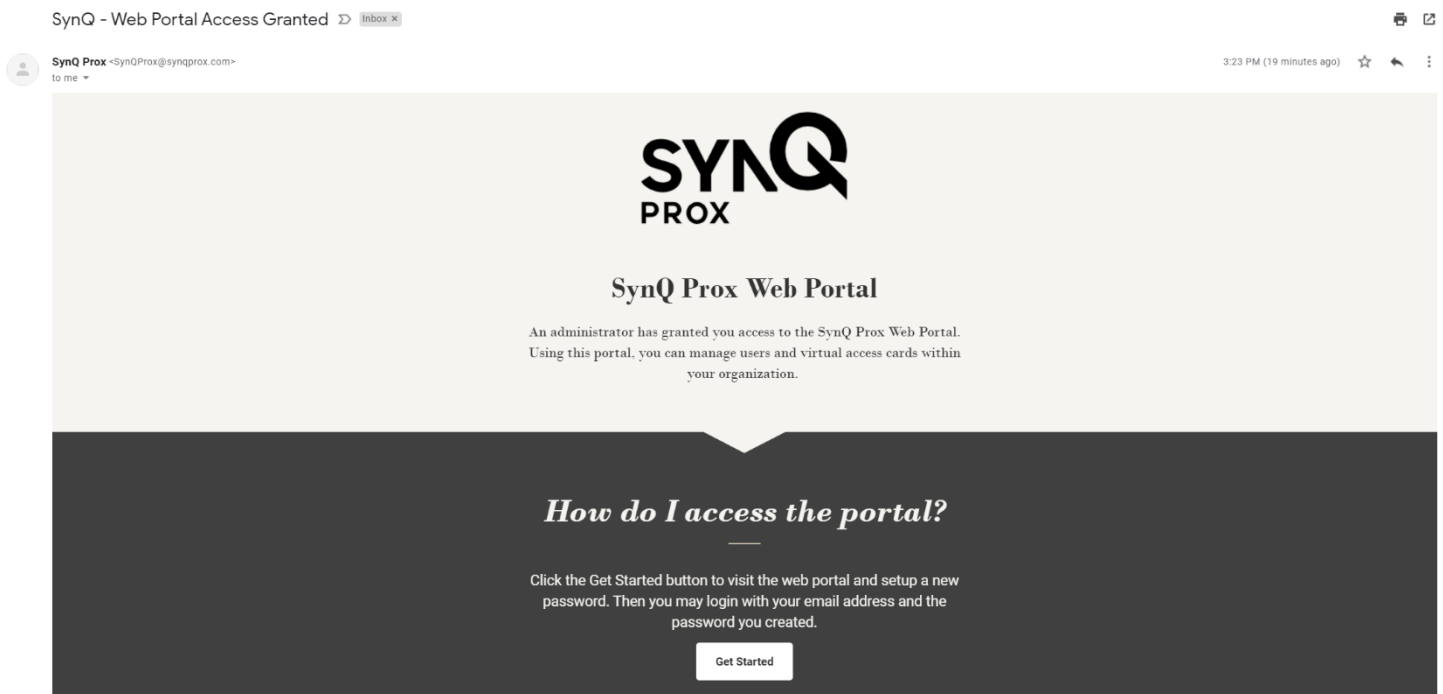 SynQ - Web Portal Access Granted Inbox ×
SynQ Prox <SynQProx@synqprox.com>
3:23 PM (19 minutes ago)
to me
SYNQ
PROX
SynQ Prox Web Portal
An administrator has granted you access to the SynQ Prox Web Portal.
Using this portal, you can manage users and virtual access cards within
your organization.
How do I access the portal?
Click the Get Started button to visit the web portal and setup a new
password. Then you may login with your email address and the
password you created.
Get Started